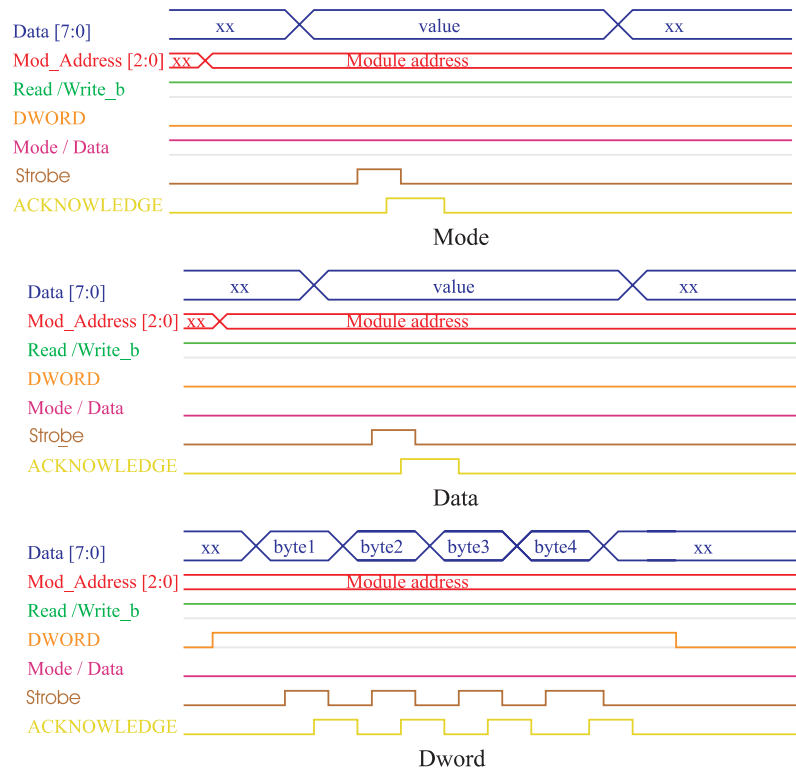 Data [7:0] xx value xx
Mod_Address [2:0] xx Module address
Read /Write_b
DWORD
Mode / Data
Strobe
ACKNOWLEDGE
Mode
Data [7:0] xx value xx
Mod_Address [2:0] xx Module address
Read /Write_b
DWORD
Mode / Data
Strobe
ACKNOWLEDGE
Data
Data [7:0] xx byte1 byte2 byte3 byte4 xx
Mod_Address [2:0] Module address
Read /Write_b
DWORD
Mode / Data
Strobe
ACKNOWLEDGE
Dword